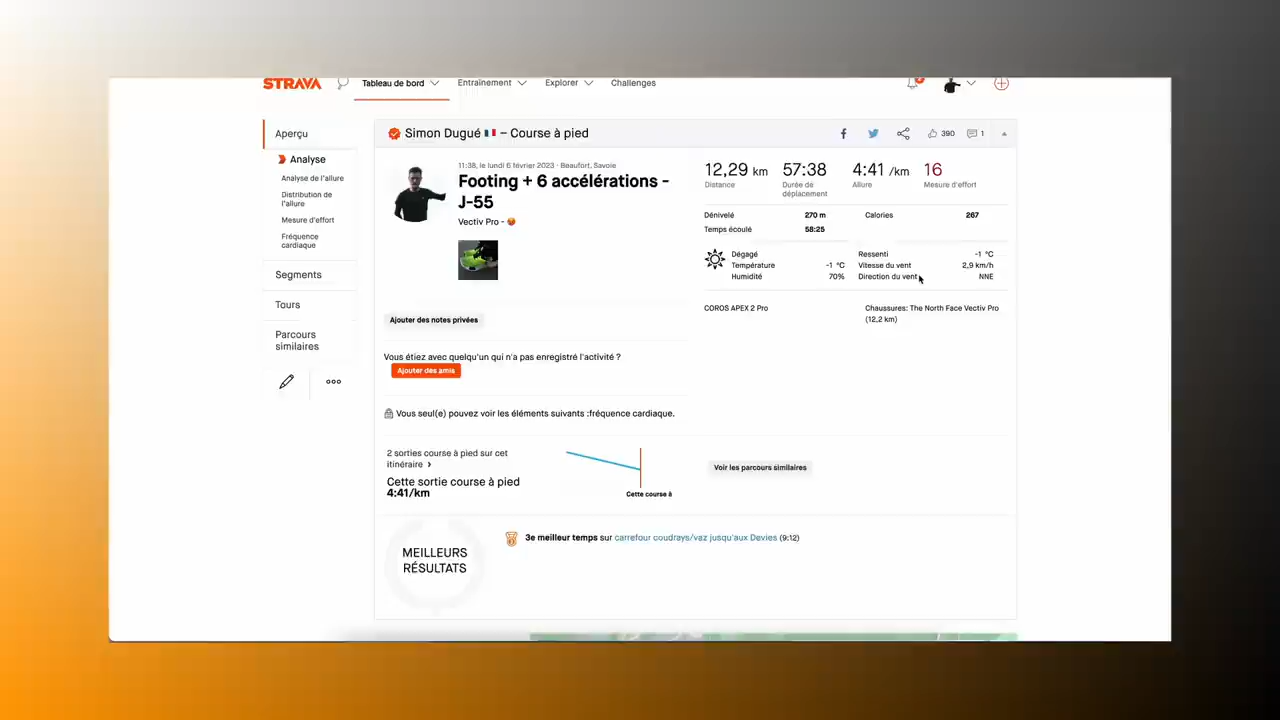 STRAVA
Tableau de bord
Entraînement
Explorer
Challenges
Aperçu
Analyse
Analyse de l'allure
Distribution de
l'allure
Mesure d'effort
Fréquence
cardiaque
Segments
Tours
Parcours
similaires
Simon Dugué – Course à pied
390
1
11:38, le lundi 6 février 2023 · Beaufort, Savoie
Footing + 6 accélérations -
J-55
Vectiv Pro -
12,29 km
Distance
57:38
Durée de
déplacement
4:41 /km
Allure
16
Mesure d'effort
Dénivelé 270 m
Calories 267
Temps écoulé 58:25
Dégagé
Température -1 °C
Humidité 70%
Ressenti -1 °C
Vitesse du vent 2,9 km/h
Direction du vent NNE
COROS APEX 2 Pro
Chaussures: The North Face Vectiv Pro
(12,2 km)
Ajouter des notes privées
Vous étiez avec quelqu'un qui n'a pas enregistré l'activité ?
Ajouter des amis
Vous seul(e) pouvez voir les éléments suivants :fréquence cardiaque.
2 sorties course à pied sur cet
itinéraire
Cette sortie course à pied
4:41/km
Cette course à
Voir les parcours similaires
MEILLEURS
RÉSULTATS
3e meilleur temps sur carrefour coudrays/vaz jusqu'aux Devies (9:12)